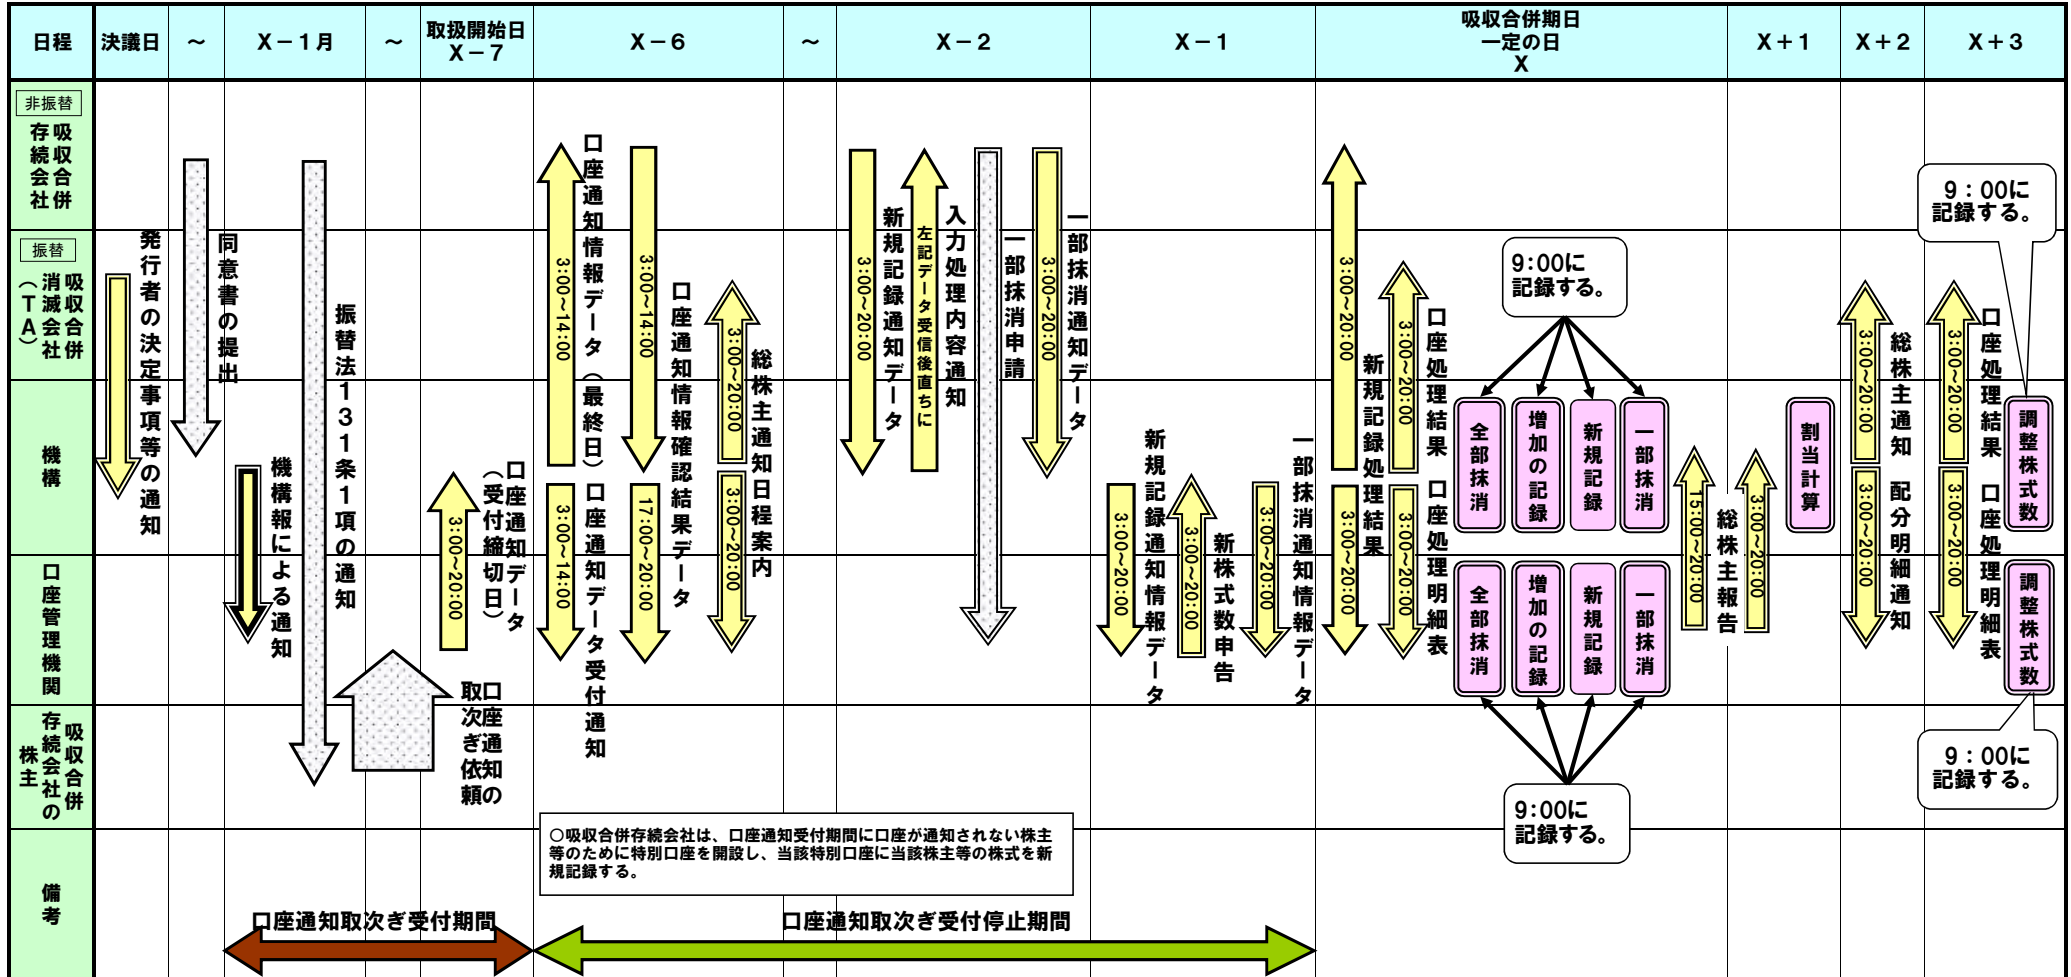 日程
決議日
～
X－１月
～
取扱開始日
X－７
X－６
～
X－２
X－１
吸収合併期日
一定の日
X
X＋１
X＋２
X＋３
非振替
吸収合併
存続会社
振替
吸収合併
消滅会社
（ＴＡ）
機構
口座管理機関
吸収合併
存続会社の
株主
備考
発行者の決定事項等の通知
同意書の提出
機構報による通知
振替法１３１条１項の通知
口座通知の
取次ぎ依頼
口座通知データ
（受付締切日）
3:00～20:00
口座通知情報データ（最終日）
3:00～14:00
口座通知データ受付通知
3:00～14:00
口座通知情報確認結果データ
3:00～14:00
17:00～20:00
総株主通知日程案内
3:00～20:00
3:00～20:00
新規記録通知データ
3:00～20:00
入力処理内容通知
左記データ受信後直ちに
一部抹消申請
一部抹消通知データ
3:00～20:00
新規記録通知情報データ
3:00～20:00
新株式数申告
3:00～20:00
一部抹消通知情報データ
3:00～20:00
新規記録処理結果
3:00～20:00
3:00～20:00
口座処理結果
3:00～20:00
口座処理明細表
3:00～20:00
9:00に
記録する。
全部抹消
増加の記録
新規記録
一部抹消
全部抹消
増加の記録
新規記録
一部抹消
9:00に
記録する。
総株主報告
15:00～20:00
3:00～20:00
割当計算
総株主通知
3:00～20:00
配分明細通知
3:00～20:00
口座処理結果
3:00～20:00
口座処理明細表
3:00～20:00
9：00に
記録する。
調整株式数
調整株式数
9：00に
記録する。
○吸収合併存続会社は、口座通知受付期間に口座が通知されない株主
等のために特別口座を開設し、当該特別口座に当該株主等の株式を新
規記録する。
口座通知取次ぎ受付期間
口座通知取次ぎ受付停止期間